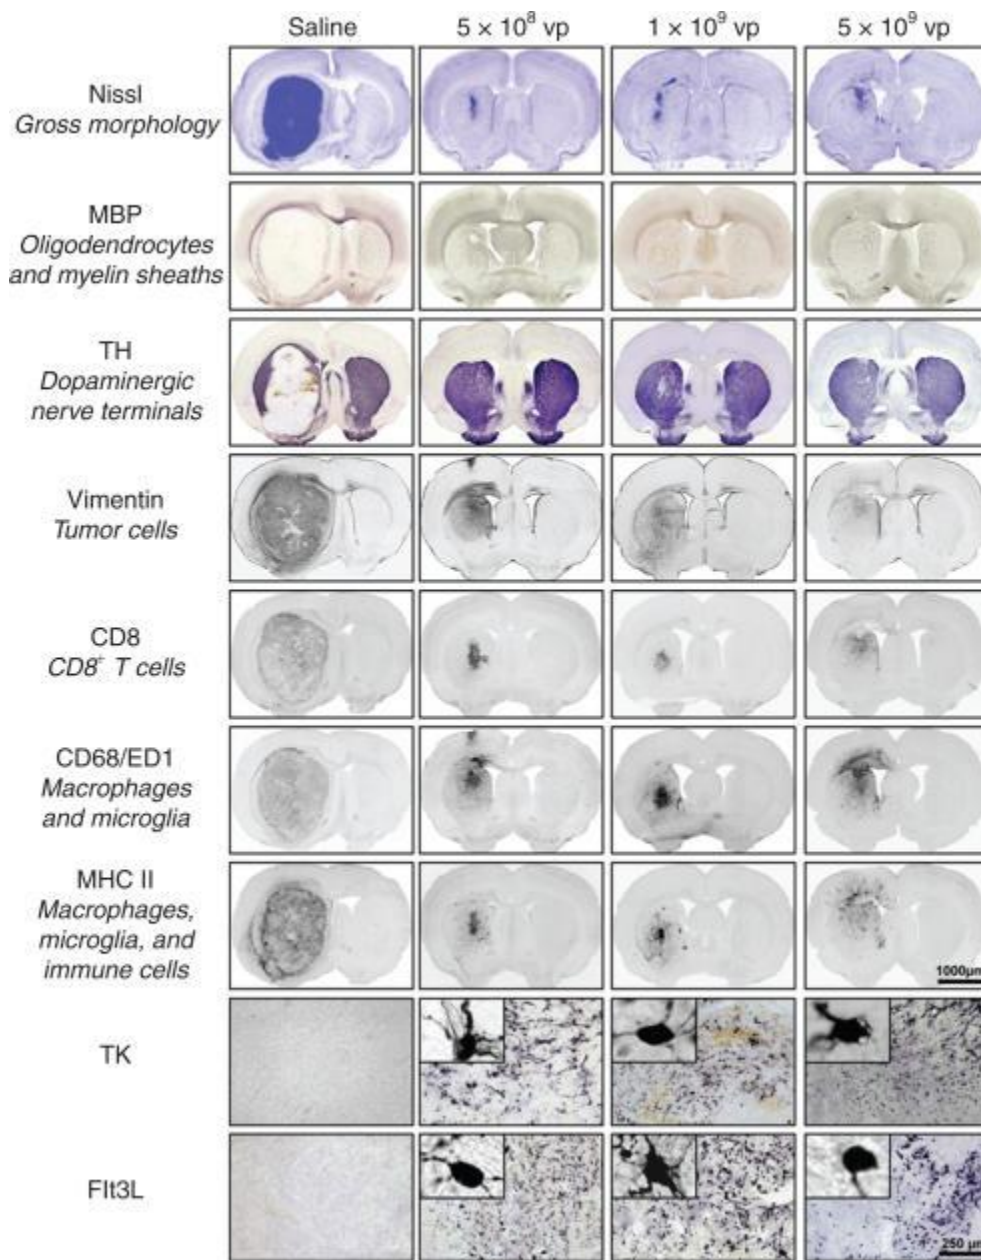 Saline 5 × 10⁸ vp 1 × 10⁹ vp 5 × 10⁹ vp
Nissl
Gross morphology
MBP
Oligodendrocytes
and myelin sheaths
TH
Dopaminergic
nerve terminals
Vimentin
Tumor cells
CD8
CD8⁺ T cells
CD68/ED1
Macrophages
and microglia
MHC II
Macrophages,
microglia, and
immune cells
1000µm
TK
Flt3L
250 µm